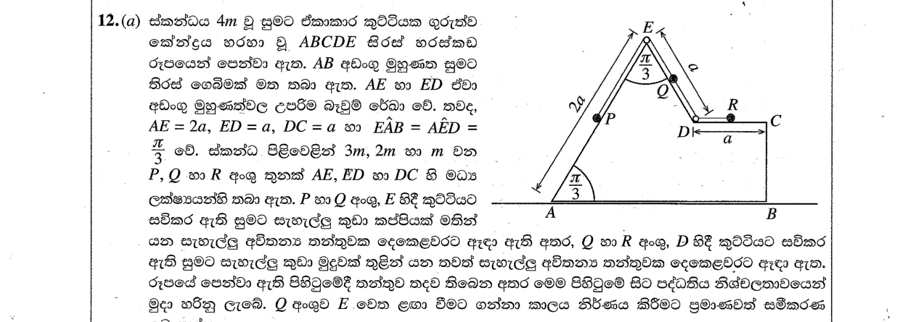 12.(a) ස්කන්ධය 4m වූ සුමට ඒකාකාර කුට්ටියක ගුරුත්ව
කේන්ද්‍රය හරහා වූ ABCDE සිරස් හරස්කඩ
රූපයෙන් පෙන්වා ඇත. AB අඩංගු මුහුණත සුමට
තිරස් ගෙබිමක් මත තබා ඇත. AE හා ED ඒවා
අඩංගු මුහුණත්වල උපරිම බෑවුම් රේඛා වේ. තවද,
AE = 2a, ED = a, DC = a හා EÂB = AÊD =
π/3 වේ. ස්කන්ධ පිළිවෙළින් 3m, 2m හා m වන
P, Q හා R අංශු තුනක් AE, ED හා DC හි මධ්‍ය
ලක්ෂ්‍යයන්හි තබා ඇත. P හා Q අංශු, E හිදී කුට්ටියට
සවිකර ඇති සුමට සැහැල්ලු කුඩා කප්පියක් මතින්
යන සැහැල්ලු අවිතන්‍ය තන්තුවක දෙකෙළවරට ඈඳා ඇති අතර, Q හා R අංශු, D හිදී කුට්ටියට සවිකර
ඇති සුමට සැහැල්ලු කුඩා මුදුවක් තුළින් යන තවත් සැහැල්ලු අවිතන්‍ය තන්තුවක දෙකෙළවරට ඈඳා ඇත.
රූපයේ පෙන්වා ඇති පිහිටුමේදී තන්තු තදව තිබෙන අතර මෙම පිහිටුමේ සිට පද්ධතිය නිශ්චලතාවයෙන්
මුදා හරිනු ලැබේ. Q අංශුව E වෙත ළඟා වීමට ගන්නා කාලය නිර්ණය කිරීමට ප්‍රමාණවත් සමීකරණ
E
π/3
a
2a
Q
P
R
D
C
a
π/3
A
B